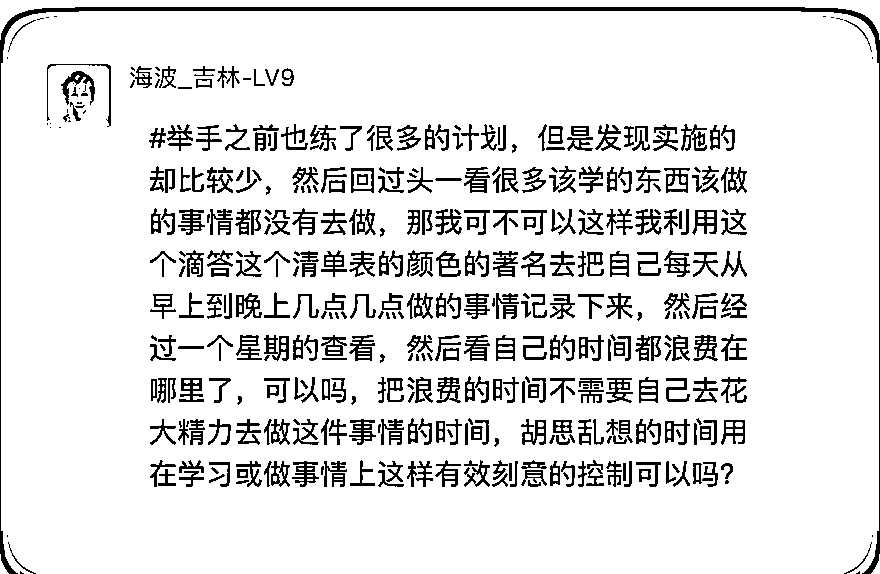 海波_吉林-LV9
#举手之前也练了很多的计划，但是发现实施的
却比较少，然后回过头一看很多该学的东西该做
的事情都没有去做，那我可不可以这样我利用这
个滴答这个清单表的颜色的著名去把自己每天从
早上到晚上几点几点做的事情记录下来，然后经
过一个星期的查看，然后看自己的时间都浪费在
哪里了，可以吗，把浪费的时间不需要自己去花
大精力去做这件事情的时间，胡思乱想的时间用
在学习或做事情上这样有效刻意的控制可以吗？